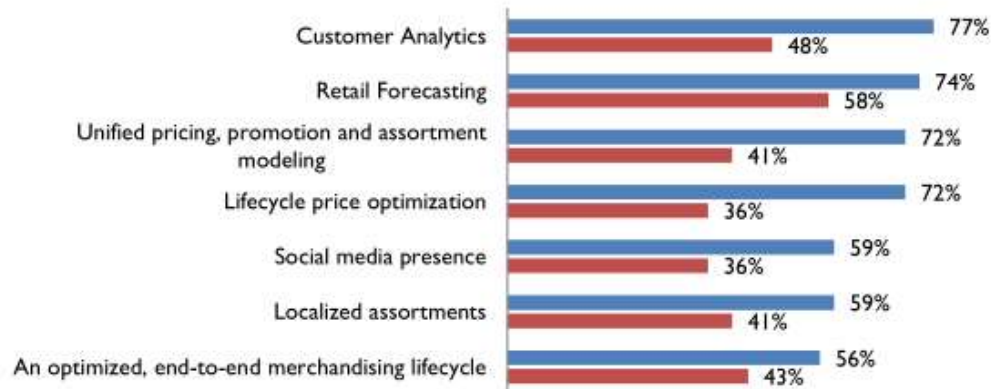 Customer Analytics
77%
48%
Retail Forecasting
74%
58%
Unified pricing, promotion and assortment
modeling
72%
41%
Lifecycle price optimization
72%
36%
Social media presence
59%
36%
Localized assortments
59%
41%
An optimized, end-to-end merchandising lifecycle
56%
43%